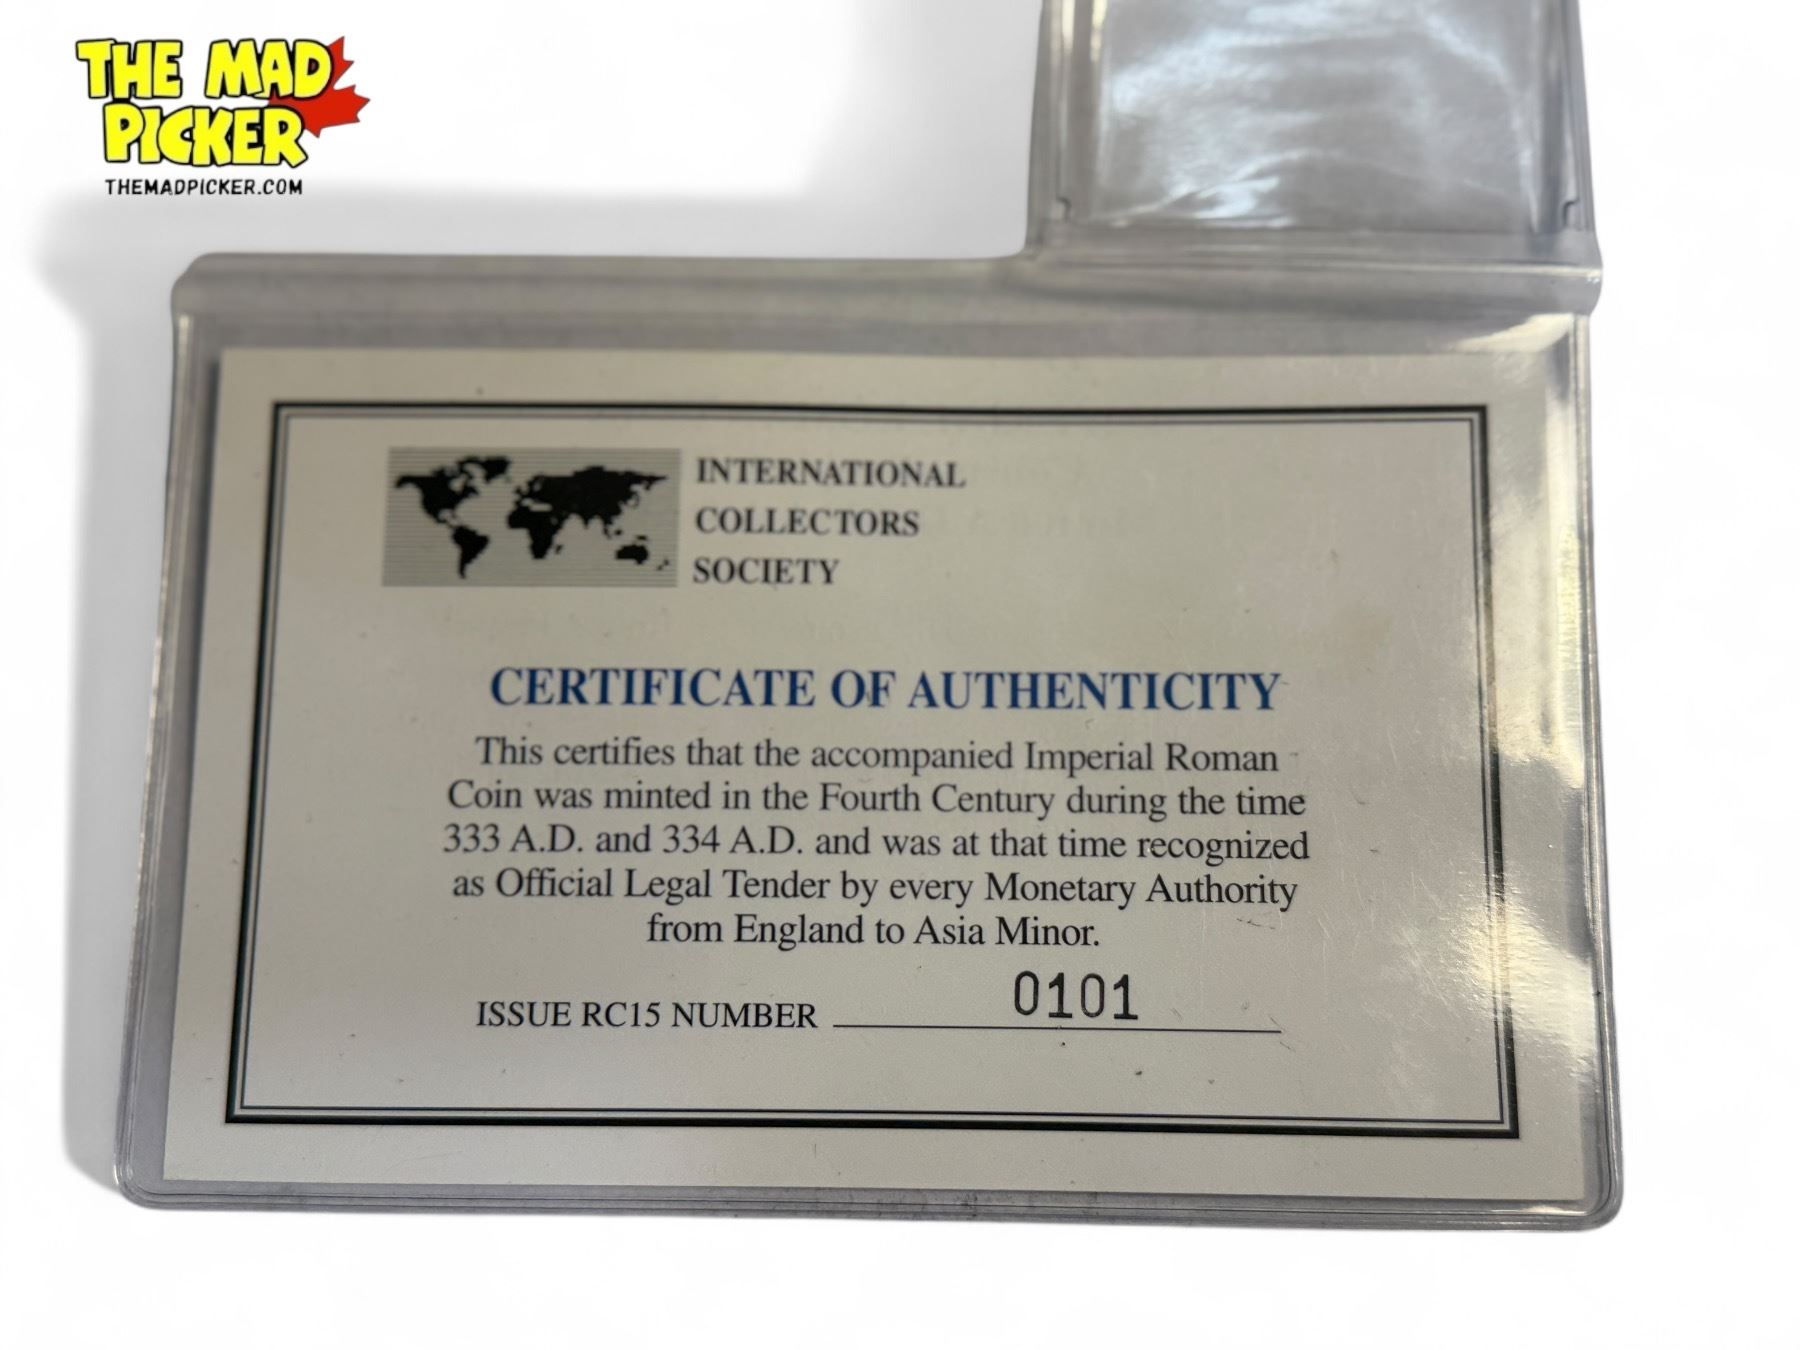 THE MAD
PICKER
THEMADPICKER.COM
INTERNATIONAL
COLLECTORS
SOCIETY
CERTIFICATE OF AUTHENTICITY
This certifies that the accompanied Imperial Roman
Coin was minted in the Fourth Century during the time
333 A.D. and 334 A.D. and was at that time recognized
as Official Legal Tender by every Monetary Authority
from England to Asia Minor.
ISSUE RC15 NUMBER 0101